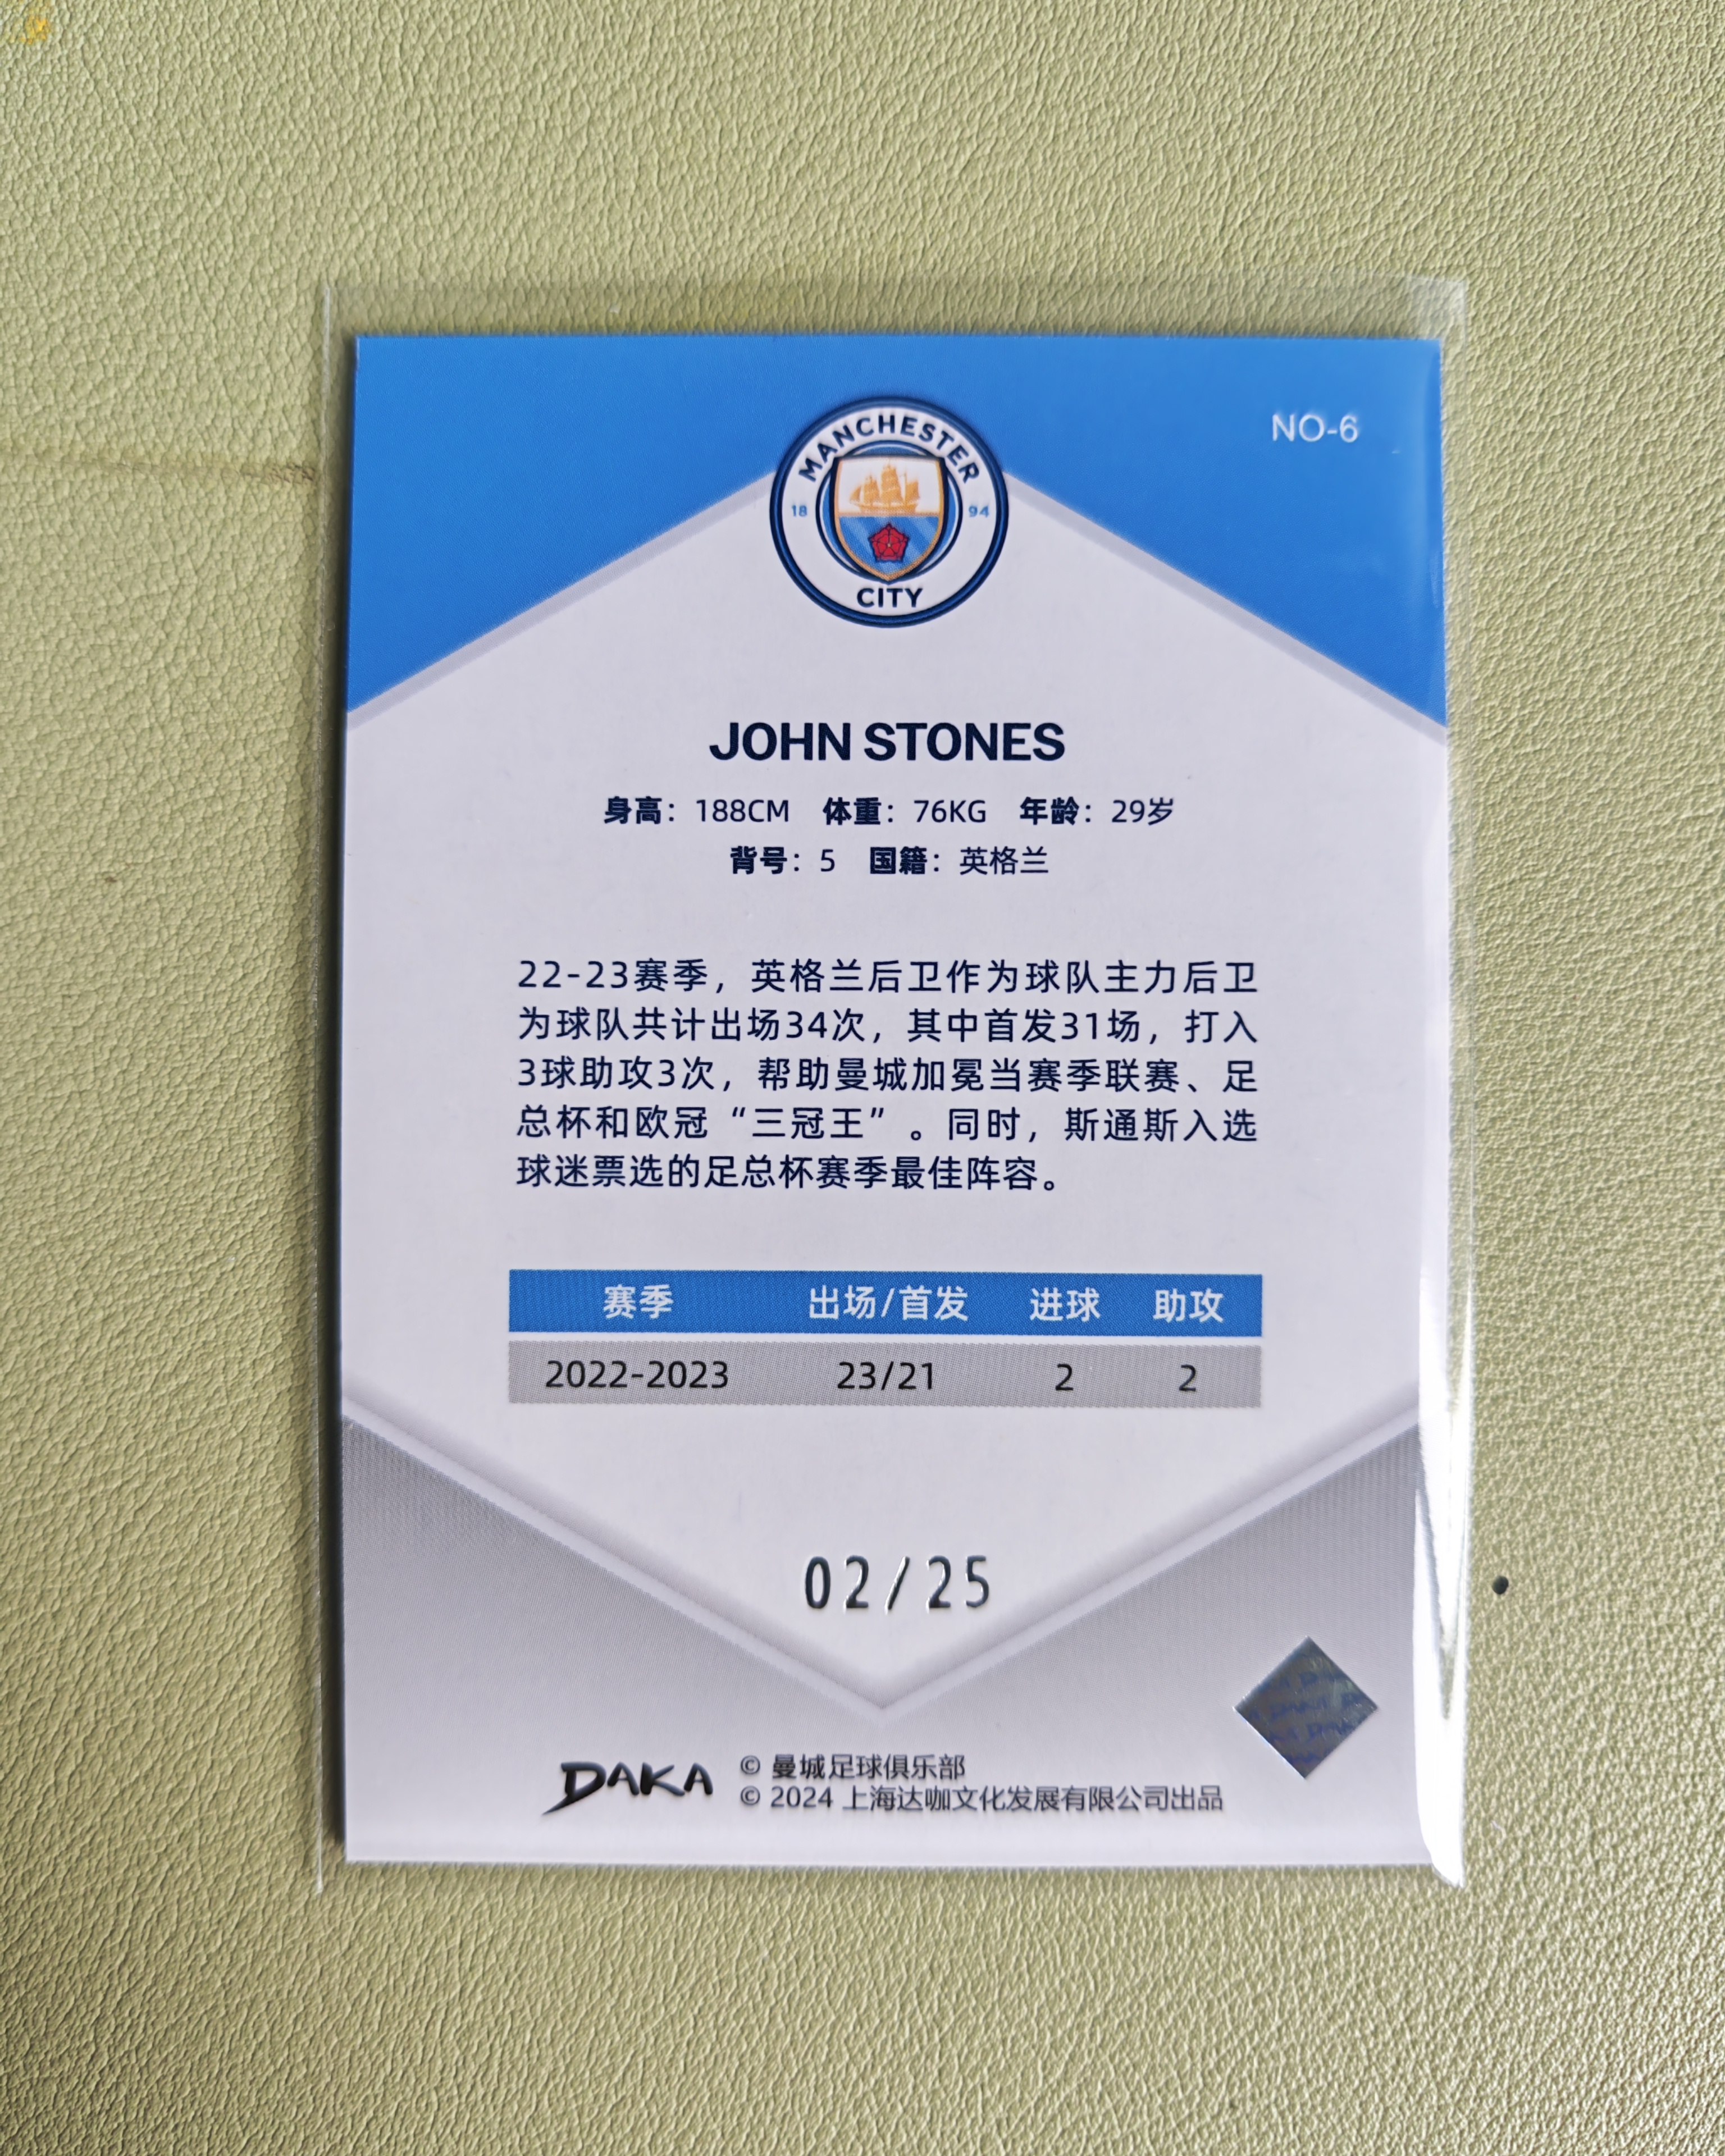 NO-6
MANCHESTER
18 94
CITY
JOHN STONES
身高：188CM 体重：76KG 年龄：29岁
背号：5 国籍：英格兰
22-23赛季，英格兰后卫作为球队主力后卫
为球队共计出场34次，其中首发31场，打入
3球助攻3次，帮助曼城加冕当赛季联赛、足
总杯和欧冠“三冠王”。同时，斯通斯入选
球迷票选的足总杯赛季最佳阵容。
赛季 出场/首发 进球 助攻
2022-2023 23/21 2 2
02/25
DAKA
© 曼城足球俱乐部
© 2024 上海达咖文化发展有限公司出品